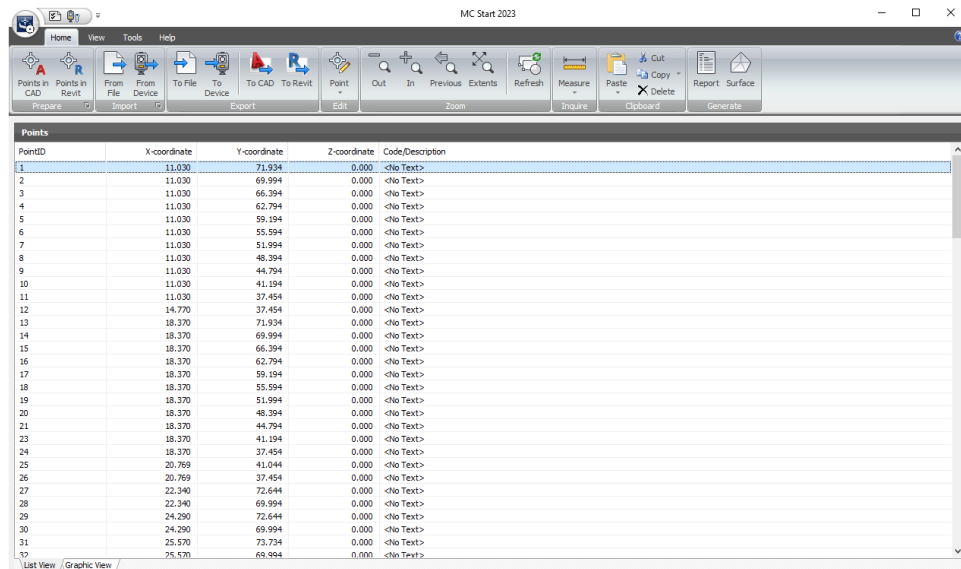 MC Start 2023
Home View Tools Help
Points in CAD Points in Revit From File From Device To File To Device To CAD To Revit Point Out In Previous Extents Refresh Measure Paste Cut Copy Delete Report Surface
Prepare Import Export Edit Zoom Inquire Clipboard Generate
Points
PointID X-coordinate Y-coordinate Z-coordinate Code/Description
1 11.030 71.934 0.000 <No Text>
2 11.030 69.994 0.000 <No Text>
3 11.030 66.394 0.000 <No Text>
4 11.030 62.794 0.000 <No Text>
5 11.030 59.194 0.000 <No Text>
6 11.030 55.594 0.000 <No Text>
7 11.030 51.994 0.000 <No Text>
8 11.030 48.394 0.000 <No Text>
9 11.030 44.794 0.000 <No Text>
10 11.030 41.194 0.000 <No Text>
11 11.030 37.454 0.000 <No Text>
12 14.770 37.454 0.000 <No Text>
13 18.370 71.934 0.000 <No Text>
14 18.370 69.994 0.000 <No Text>
15 18.370 66.394 0.000 <No Text>
16 18.370 62.794 0.000 <No Text>
17 18.370 59.194 0.000 <No Text>
18 18.370 55.594 0.000 <No Text>
19 18.370 51.994 0.000 <No Text>
20 18.370 48.394 0.000 <No Text>
21 18.370 44.794 0.000 <No Text>
23 18.370 41.194 0.000 <No Text>
24 18.370 37.454 0.000 <No Text>
25 20.769 41.044 0.000 <No Text>
26 20.769 37.454 0.000 <No Text>
27 22.340 72.644 0.000 <No Text>
28 22.340 69.994 0.000 <No Text>
29 24.290 72.644 0.000 <No Text>
30 24.290 69.994 0.000 <No Text>
31 25.570 73.734 0.000 <No Text>
32 25.570 69.994 0.000 <No Text>
List View Graphic View